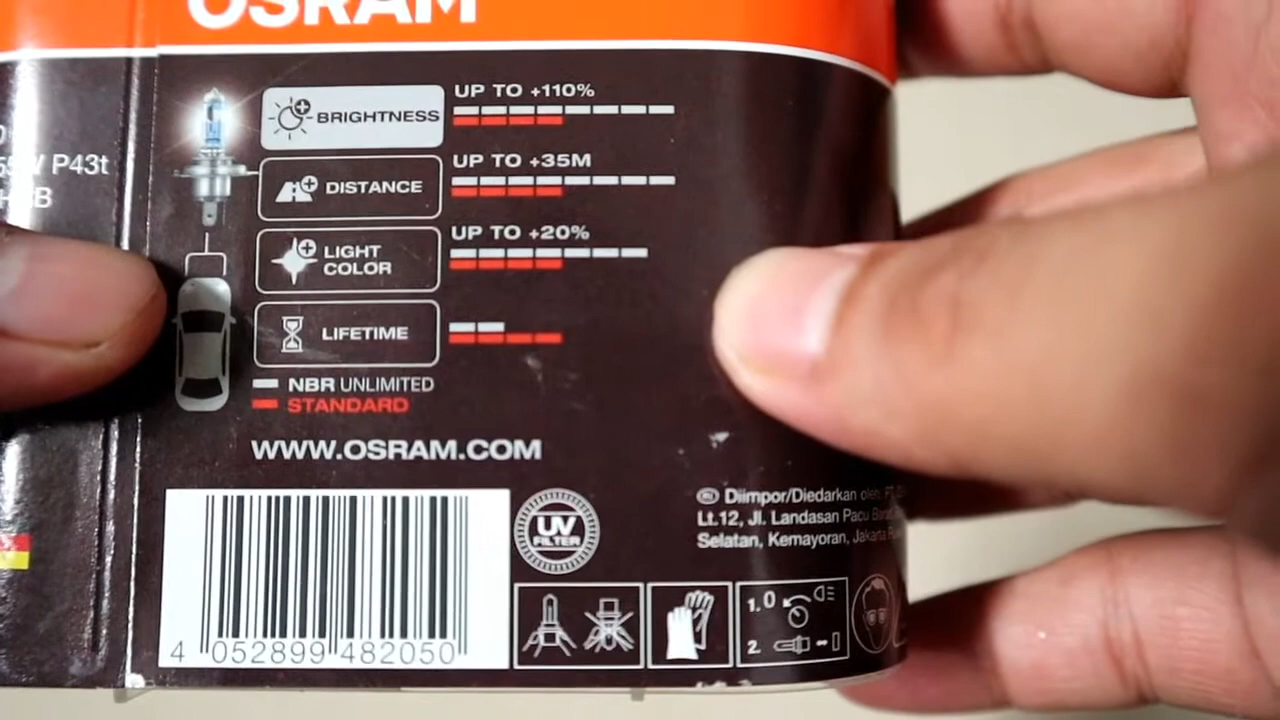 OSRAM
P43t
BRIGHTNESS
UP TO +110%
DISTANCE
UP TO +35M
LIGHT
COLOR
UP TO +20%
LIFETIME
NBR UNLIMITED
STANDARD
WWW.OSRAM.COM
4 052899 482050
UV
FILTER
Diimpor/Diedarkan oleh:
Lt.12, Jl. Landasan Pacu
Selatan, Kemayoran, Jakarta
1.0
2.